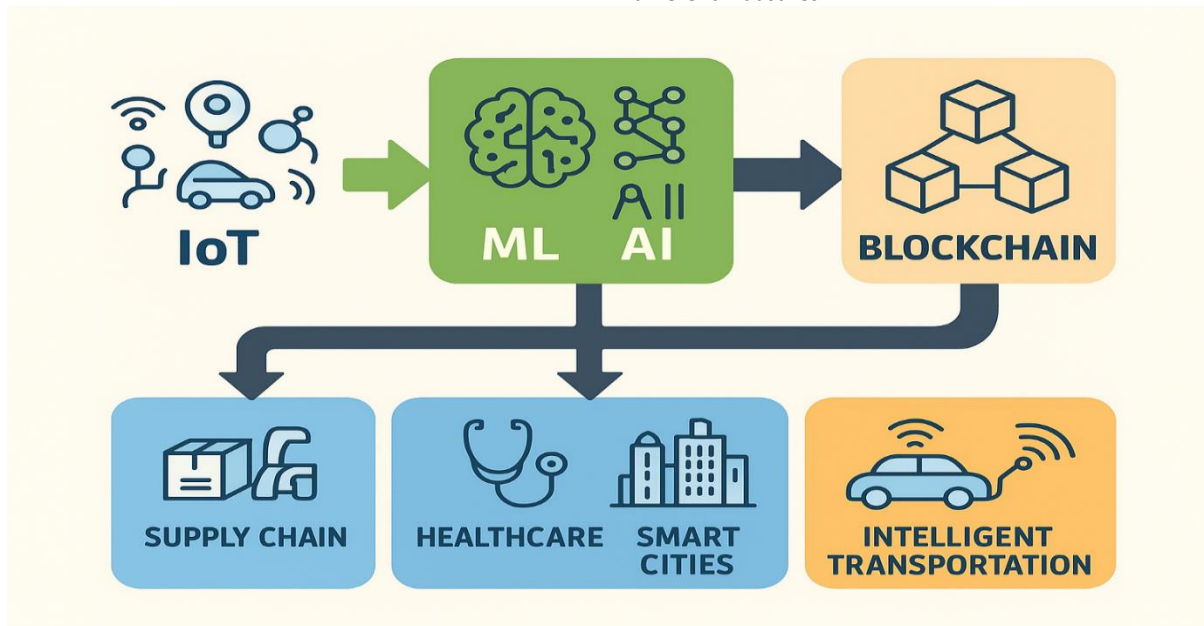 IoT
ML AI
BLOCKCHAIN
SUPPLY CHAIN
HEALTHCARE
SMART
CITIES
INTELLIGENT
TRANSPORTATION